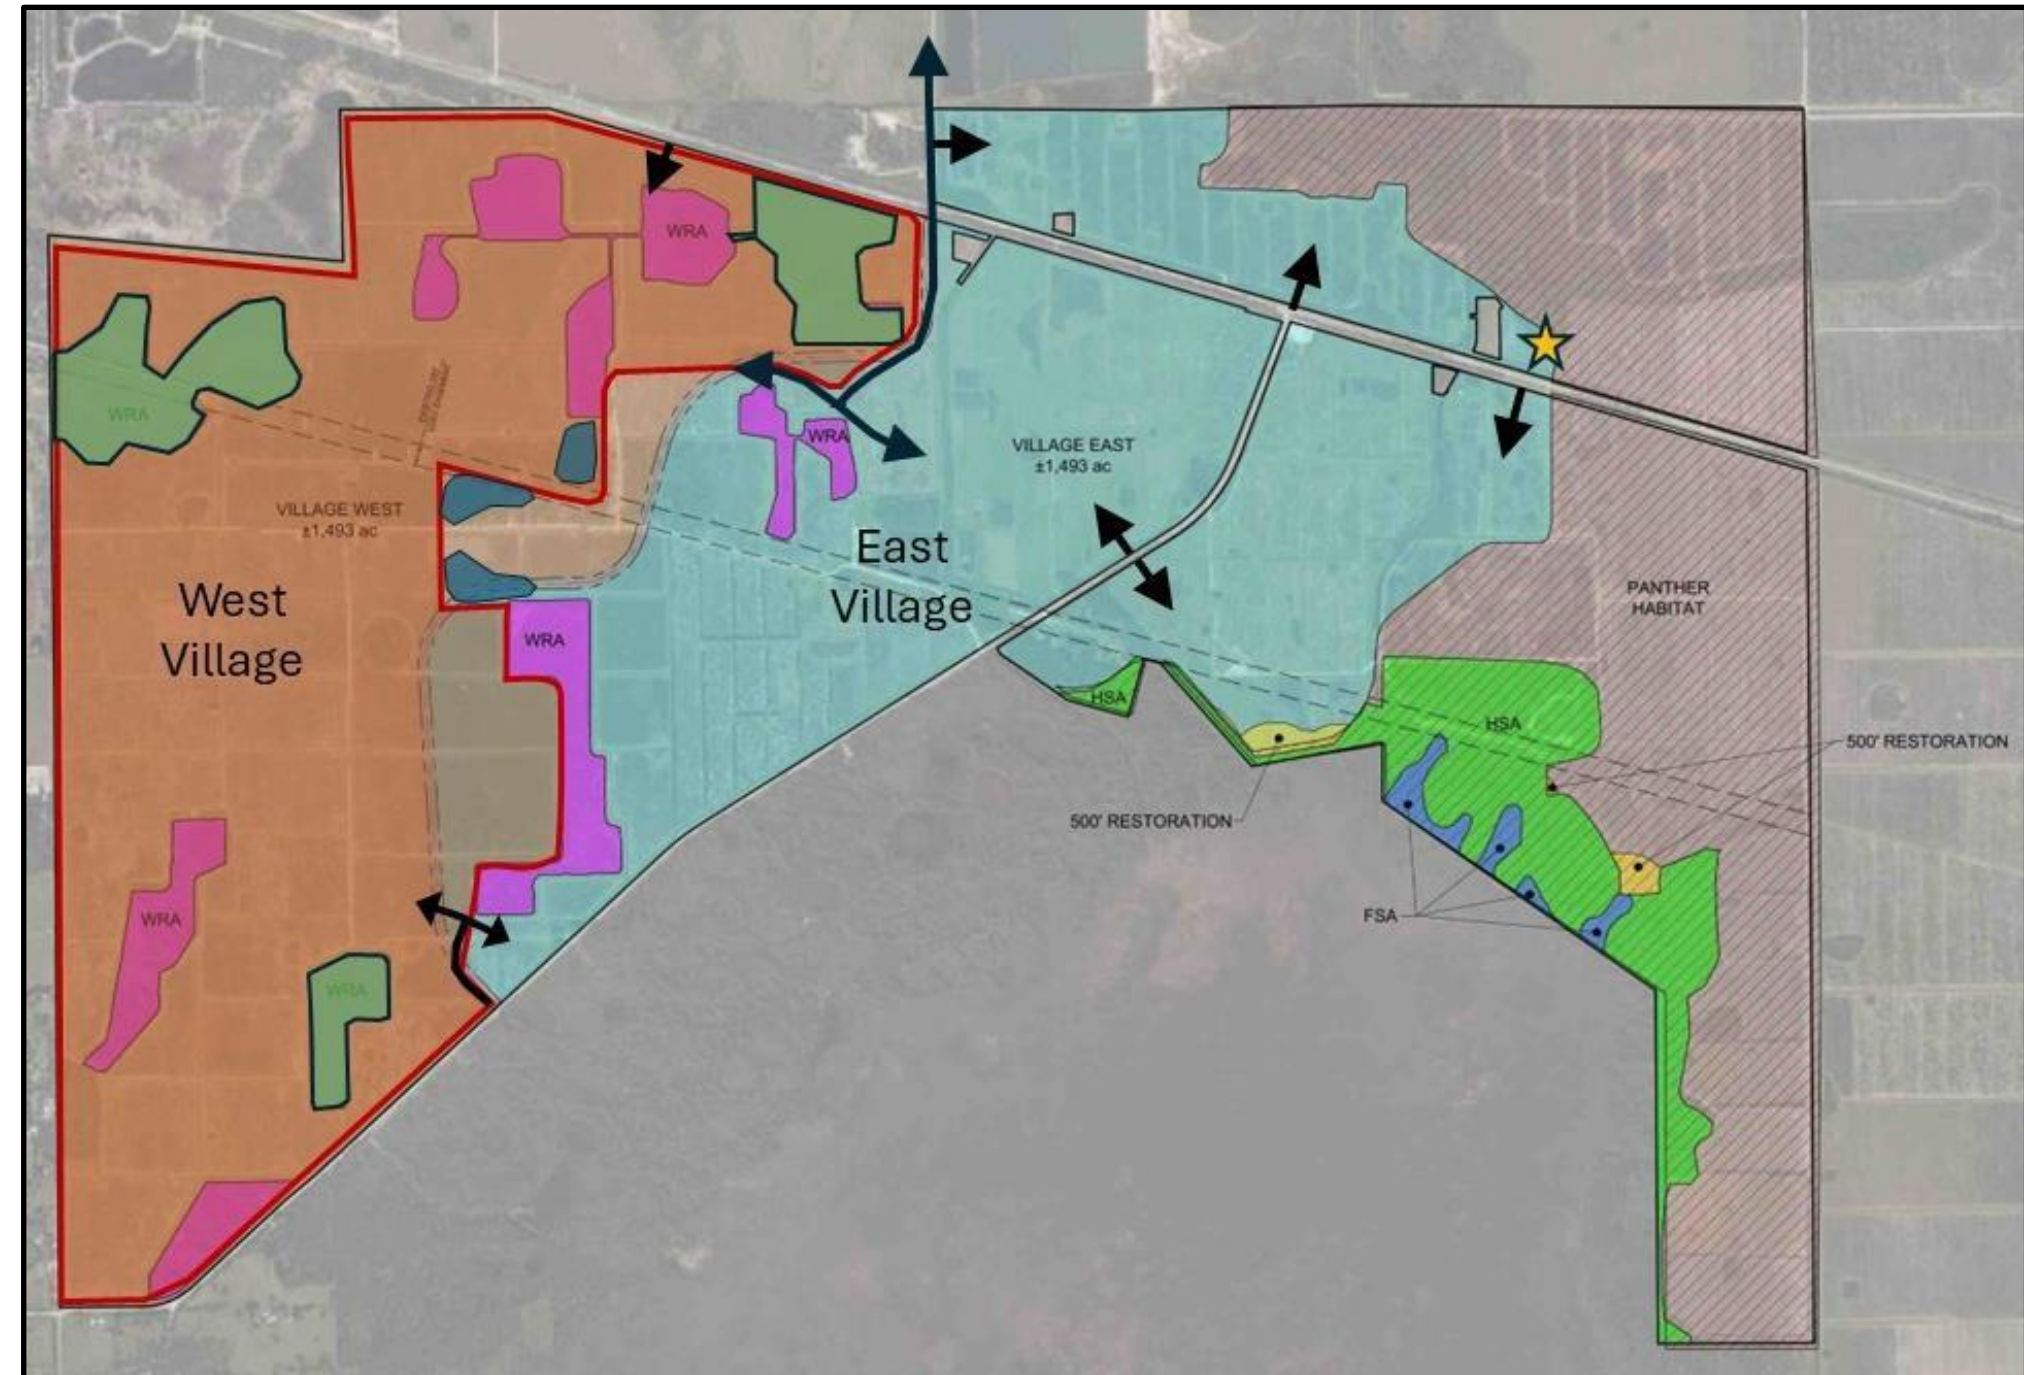 WRA
WRA
WRA
VILLAGE EAST
±1,493 ac
VILLAGE WEST
±1,493 ac
East
Village
West
Village
PANTHER
HABITAT
WRA
HSA
HSA
500' RESTORATION
500' RESTORATION
FSA
WRA
WRA